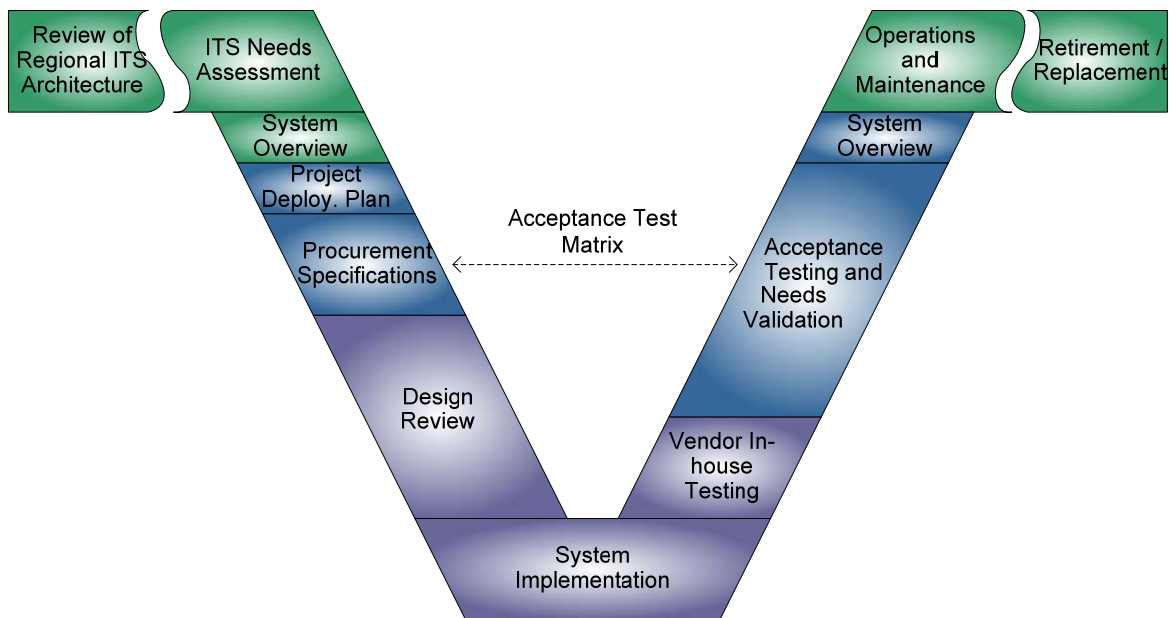 Review of
Regional ITS
Architecture
ITS Needs
Assessment
System
Overview
Project
Deploy. Plan
Procurement
Specifications
Design
Review
System
Implementation
Acceptance Test
Matrix
Vendor In-
house
Testing
Acceptance
Testing and
Needs
Validation
System
Overview
Operations
and
Maintenance
Retirement /
Replacement